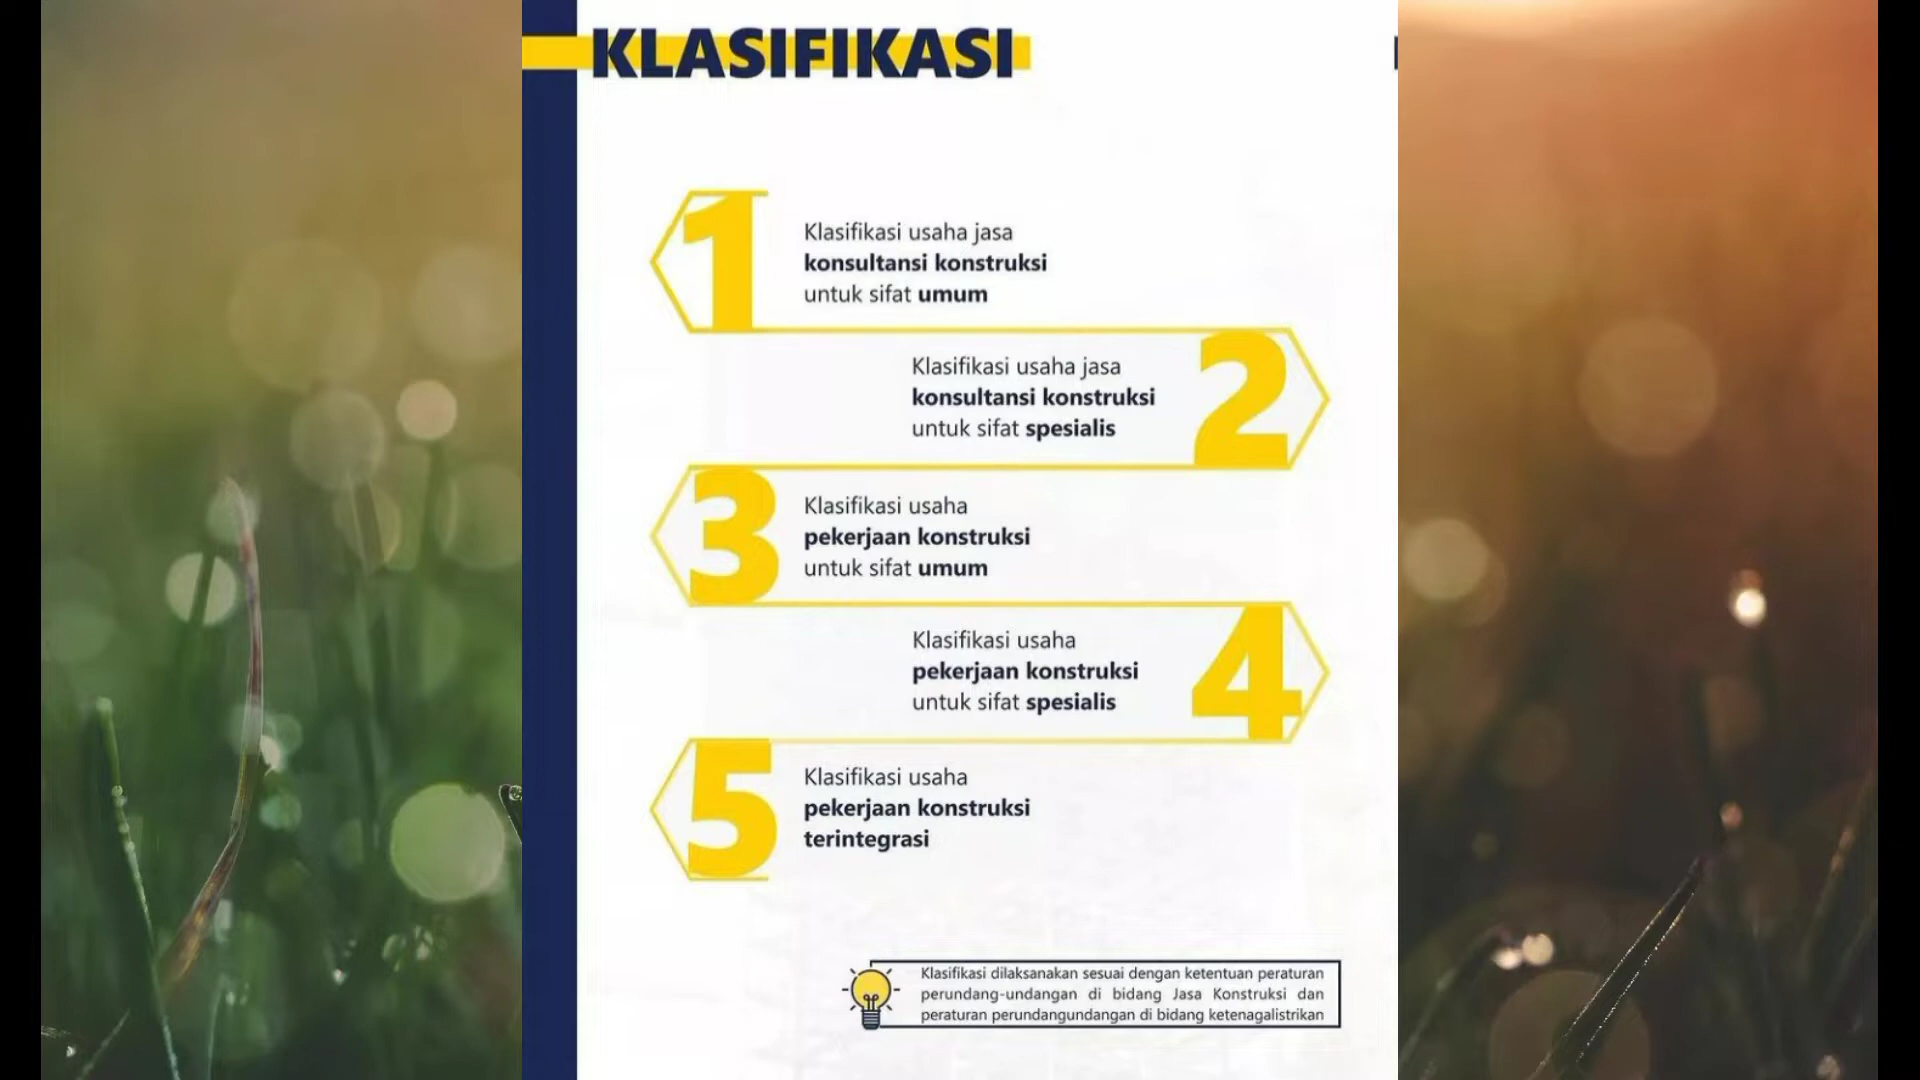 KLASIFIKASI
1
Klasifikasi usaha jasa
konsultansi konstruksi
untuk sifat umum
Klasifikasi usaha jasa
konsultansi konstruksi
untuk sifat spesialis
2
3
Klasifikasi usaha
pekerjaan konstruksi
untuk sifat umum
Klasifikasi usaha
pekerjaan konstruksi
untuk sifat spesialis
4
5
Klasifikasi usaha
pekerjaan konstruksi
terintegrasi
Klasifikasi dilaksanakan sesuai dengan ketentuan peraturan
perundang-undangan di bidang Jasa Konstruksi dan
peraturan perundangundangan di bidang ketenagalistrikan